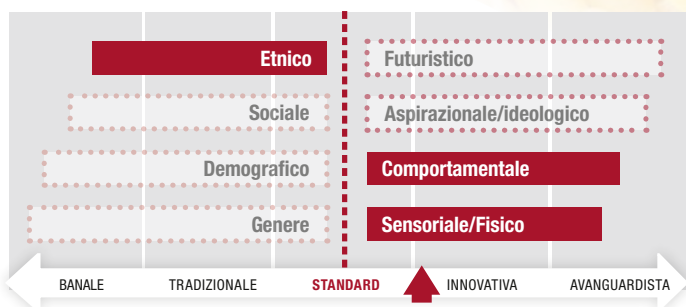 Etnico
Futuristico
Sociale
Aspirazionale/ideologico
Demografico
Comportamentale
Genere
Sensoriale/Fisico
BANALE TRADIZIONALE STANDARD INNOVATIVA AVANGUARDISTA